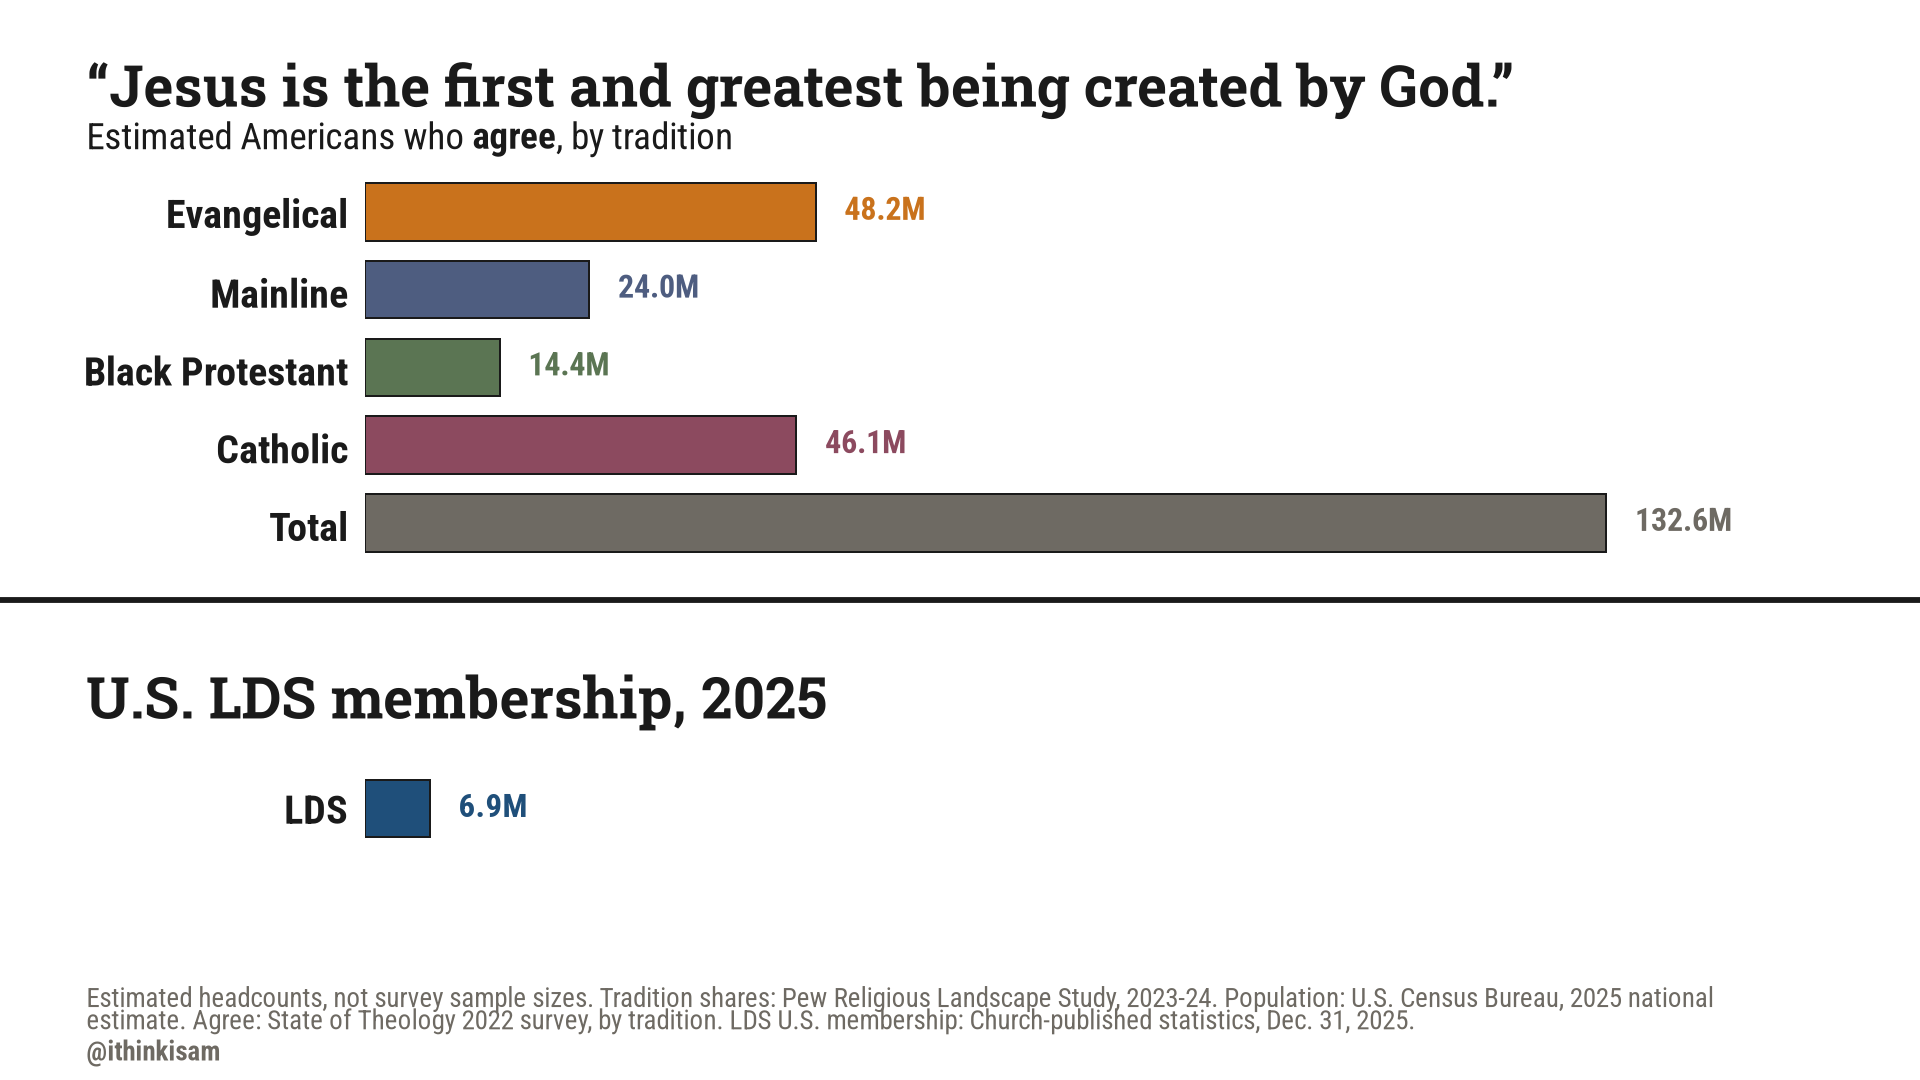 “Jesus is the first and greatest being created by God.”
Estimated Americans who agree, by tradition
Evangelical 48.2M
Mainline 24.0M
Black Protestant 14.4M
Catholic 46.1M
Total 132.6M
U.S. LDS membership, 2025
LDS 6.9M
Estimated headcounts, not survey sample sizes. Tradition shares: Pew Religious Landscape Study, 2023-24. Population: U.S. Census Bureau, 2025 national
estimate. Agree: State of Theology 2022 survey, by tradition. LDS U.S. membership: Church-published statistics, Dec. 31, 2025.
@ithinkisam